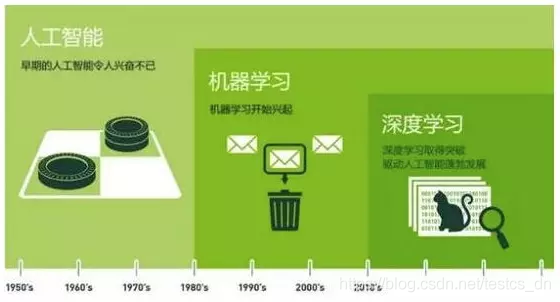 人工智能
早期的人工智能令人兴奋不已
机器学习
机器学习开始兴起
深度学习
深度学习取得突破
驱动人工智能蓬勃发展
1950's
1960's
1970's
1980's
1990's
2000's
2010's
https://blog.csdn.net/testcs_dn